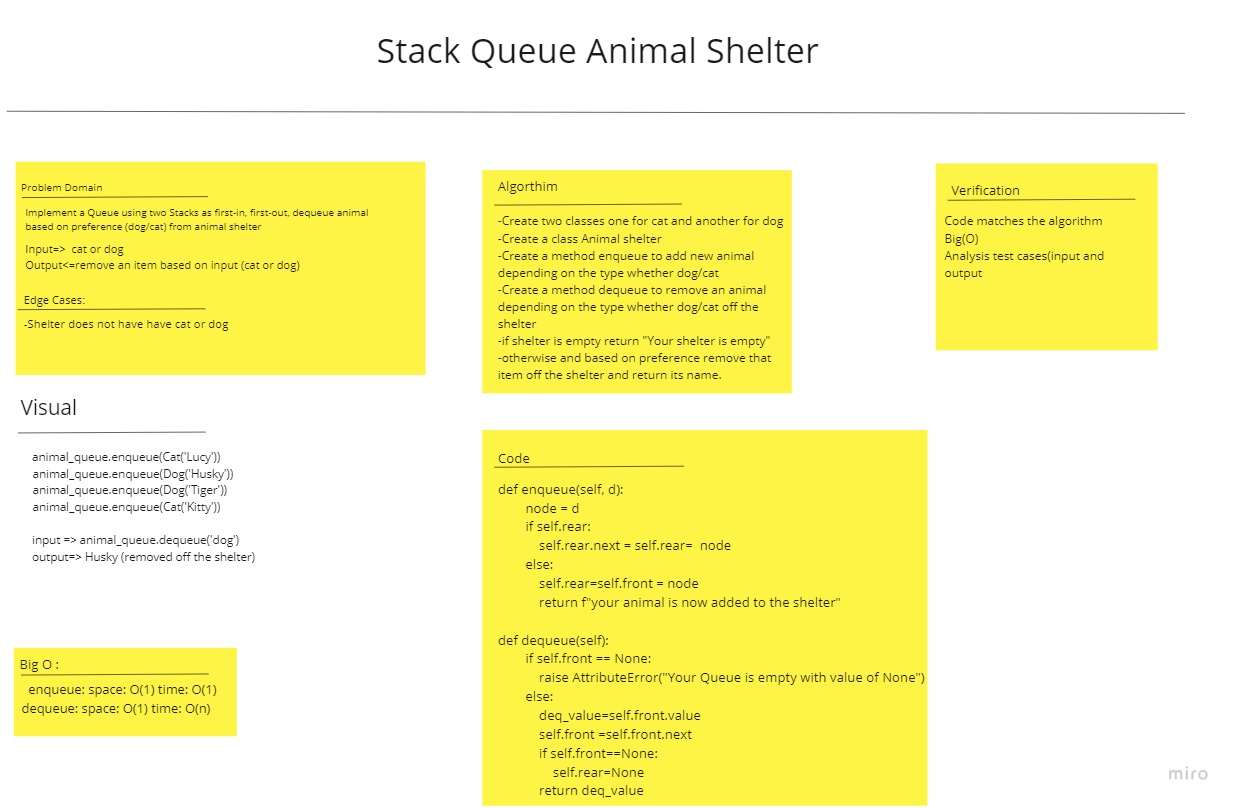 Stack Queue Animal Shelter
Problem Domain
Implement a Queue using two Stacks as first-in, first-out, dequeue animal
based on preference (dog/cat) from animal shelter
Input=> cat or dog
Output<=remove an item based on input (cat or dog)
Edge Cases:
-Shelter does not have have cat or dog
Visual
animal_queue.enqueue(Cat('Lucy'))
animal_queue.enqueue(Dog('Husky'))
animal_queue.enqueue(Dog('Tiger'))
animal_queue.enqueue(Cat('Kitty'))
input => animal_queue.dequeue('dog')
output=> Husky (removed off the shelter)
Big O :
enqueue: space: O(1) time: O(1)
dequeue: space: O(1) time: O(n)
Algorthim
-Create two classes one for cat and another for dog
-Create a class Animal shelter
-Create a method enqueue to add new animal
depending on the type whether dog/cat
-Create a method dequeue to remove an animal
depending on the type whether dog/cat off the
shelter
-if shelter is empty return "Your shelter is empty"
-otherwise and based on preference remove that
item off the shelter and return its name.
Code
def enqueue(self, d):
node = d
if self.rear:
self.rear.next = self.rear= node
else:
self.rear=self.front = node
return f"your animal is now added to the shelter"
def dequeue(self):
if self.front == None:
raise AttributeError("Your Queue is empty with value of None")
else:
deq_value=self.front.value
self.front =self.front.next
if self.front==None:
self.rear=None
return deq_value
Verification
Code matches the algorithm
Big(O)
Analysis test cases(input and
output
miro